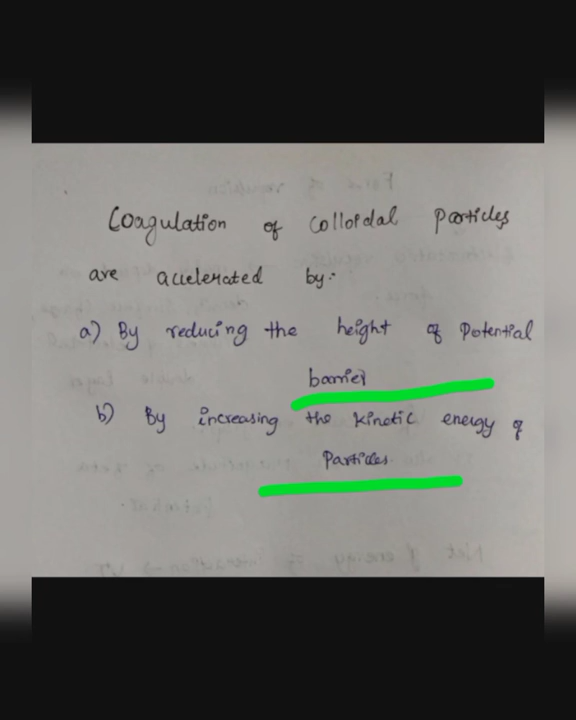 Coagulation of colloidal particles
are accelerated by:-
a) By reducing the height of Potential
barrier
b) By increasing the kinetic energy of
Particles